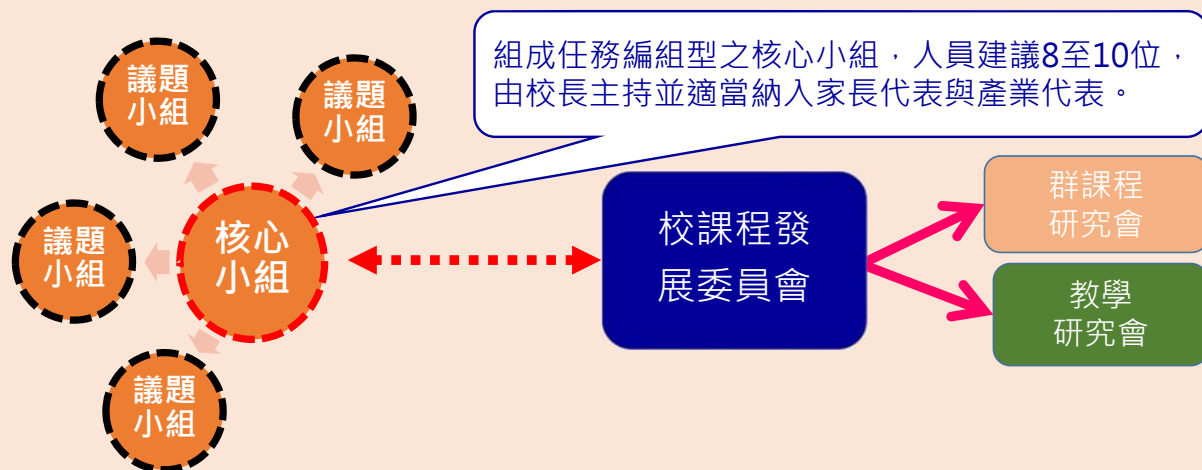 組成任務編組型之核心小組，人員建議8至10位，
由校長主持並適當納入家長代表與產業代表。
議題
小組
議題
小組
議題
小組
核心
小組
議題
小組
校課程發
展委員會
群課程
研究會
教學
研究會